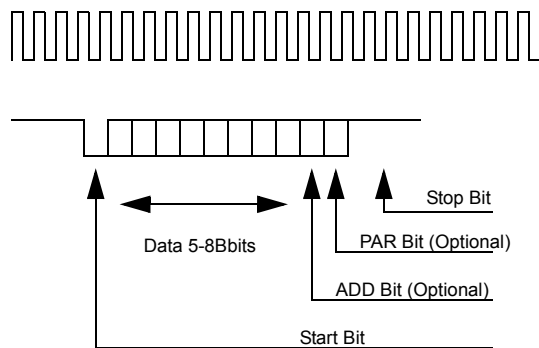 Stop Bit
Data 5-8Bbits
PAR Bit (Optional)
ADD Bit (Optional)
Start Bit